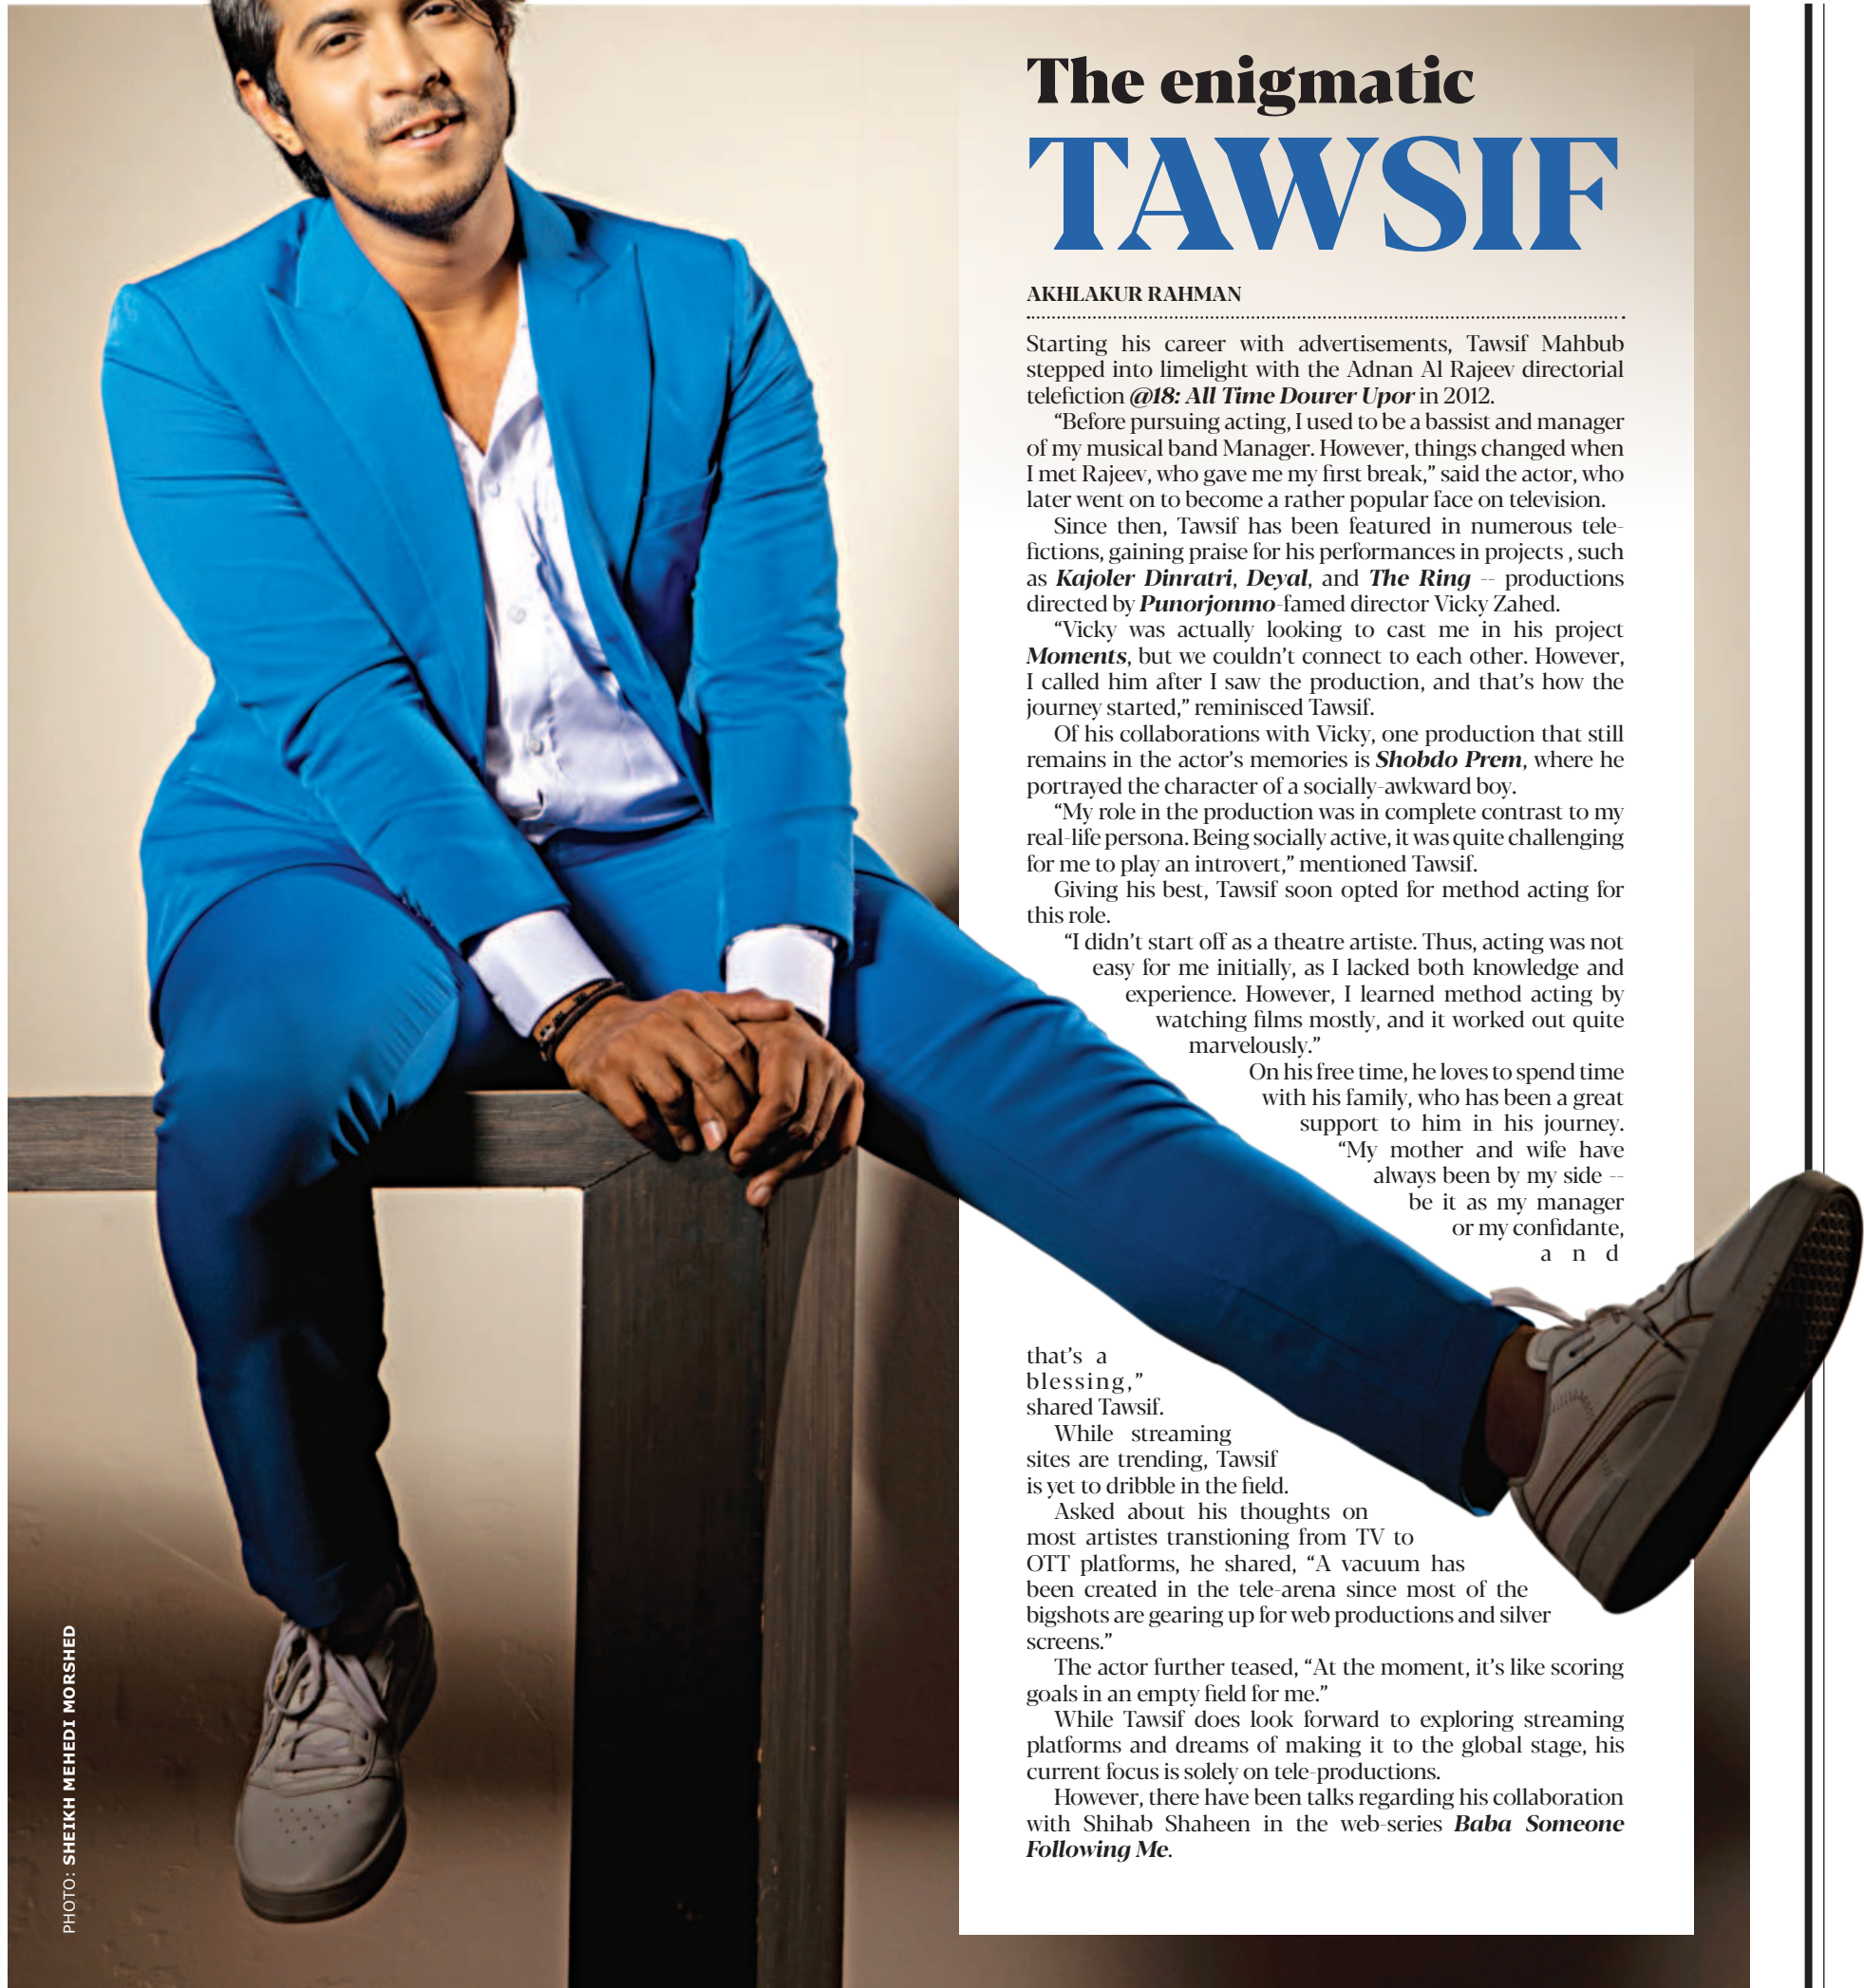 The enigmatic
TAWSIF
AKHLAKUR RAHMAN
Starting his career with advertisements, Tawsif Mahbub
stepped into limelight with the Adnan Al Rajeev directorial
telefiction @18: All Time Dourer Upor in 2012.
“Before pursuing acting, I used to be a bassist and manager
of my musical band Manager. However, things changed when
I met Rajeev, who gave me my first break,” said the actor, who
later went on to become a rather popular face on television.
Since then, Tawsif has been featured in numerous tele-
fictions, gaining praise for his performances in projects , such
as Kajoler Dinratri, Deyal, and The Ring -- productions
directed by Punorjonmo-famed director Vicky Zahed.
“Vicky was actually looking to cast me in his project
Moments, but we couldn’t connect to each other. However,
I called him after I saw the production, and that’s how the
journey started,” reminisced Tawsif.
Of his collaborations with Vicky, one production that still
remains in the actor’s memories is Shobdo Prem, where he
portrayed the character of a socially-awkward boy.
“My role in the production was in complete contrast to my
real-life persona. Being socially active, it was quite challenging
for me to play an introvert,” mentioned Tawsif.
Giving his best, Tawsif soon opted for method acting for
this role.
“I didn’t start off as a theatre artiste. Thus, acting was not
easy for me initially, as I lacked both knowledge and
experience. However, I learned method acting by
watching films mostly, and it worked out quite
marvelously.”
On his free time, he loves to spend time
with his family, who has been a great
support to him in his journey.
“My mother and wife have
always been by my side --
be it as my manager
or my confidante,
and
that’s a
blessing,”
shared Tawsif.
While streaming
sites are trending, Tawsif
is yet to dribble in the field.
Asked about his thoughts on
most artistes transtioning from TV to
OTT platforms, he shared, “A vacuum has
been created in the tele-arena since most of the
bigshots are gearing up for web productions and silver
screens.”
The actor further teased, “At the moment, it’s like scoring
goals in an empty field for me.”
While Tawsif does look forward to exploring streaming
platforms and dreams of making it to the global stage, his
current focus is solely on tele-productions.
However, there have been talks regarding his collaboration
with Shihab Shaheen in the web-series Baba Someone
Following Me.
PHOTO: SHEIKH MEHEDI MORSHED